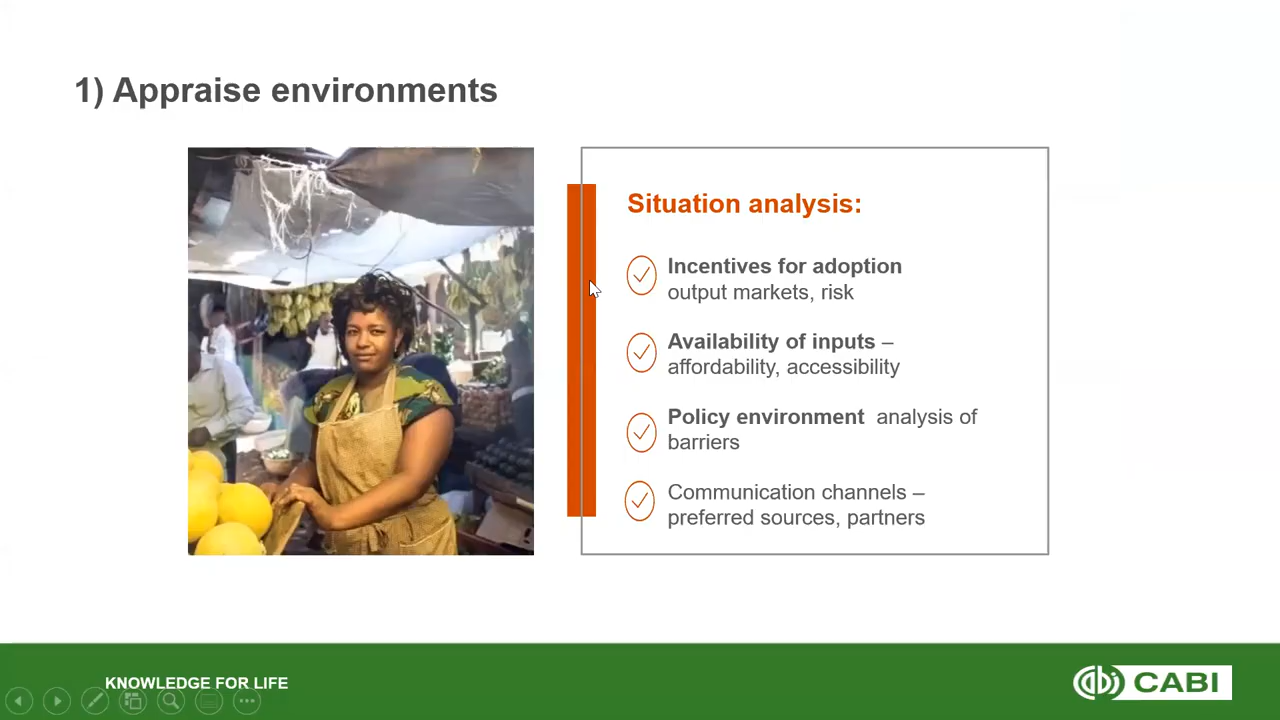 1) Appraise environments
Situation analysis:
Incentives for adoption
output markets, risk
Availability of inputs –
affordability, accessibility
Policy environment  analysis of
barriers
Communication channels –
preferred sources, partners
KNOWLEDGE FOR LIFE
CABI